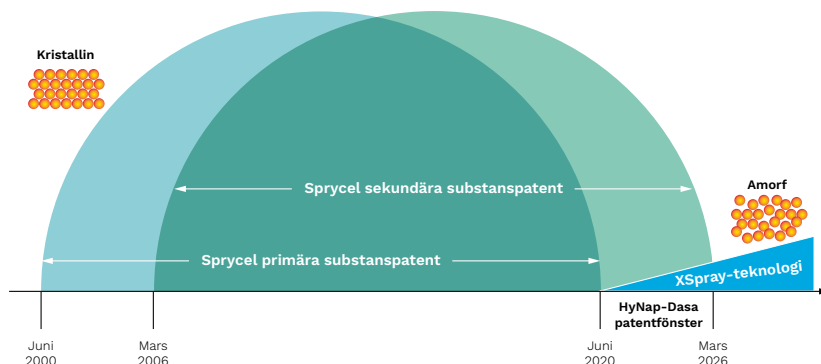 Kristallin
Sprycel sekundära substanspatent
Amorf
Sprycel primära substanspatent
XSpray-teknologi
HyNap-Dasa
patentfönster
Juni
2000
Mars
2006
Juni
2020
Mars
2026